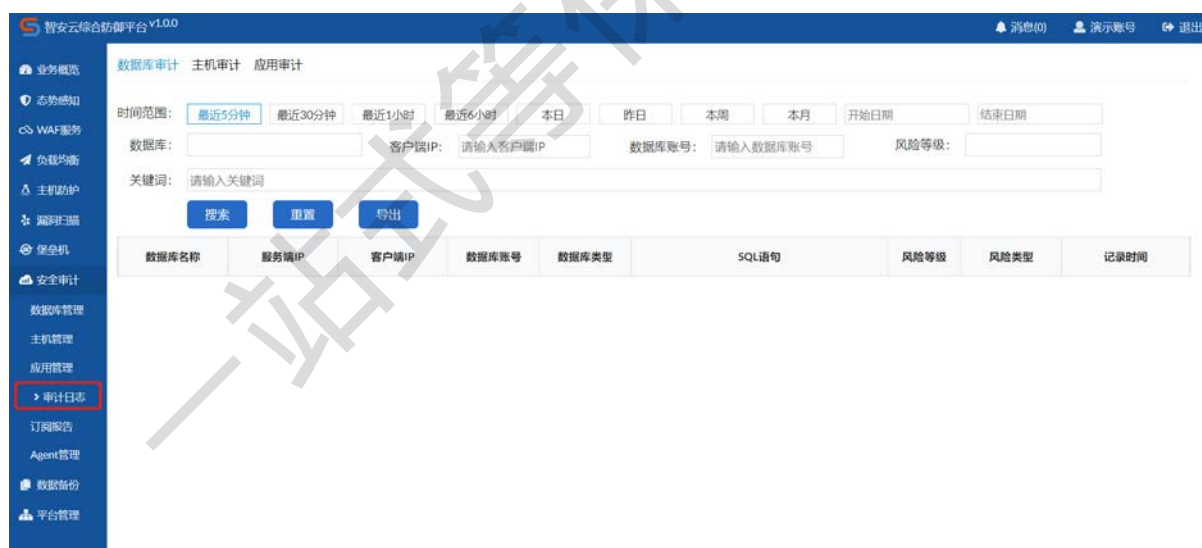 智安云综合防御平台 V1.0.0
消息(0) 演示账号 退出
业务概览
态势感知
WAF服务
负载均衡
主机防护
漏洞扫描
堡垒机
安全审计
数据库管理
主机管理
应用管理
审计日志
订阅报告
Agent管理
数据备份
平台管理
数据库审计 主机审计 应用审计
时间范围: 最近5分钟 最近30分钟 最近1小时 最近6小时 本日 昨日 本周 本月 开始日期 结束日期
数据库: 客户端IP: 请输入客户端IP 数据库账号: 请输入数据库账号 风险等级:
关键词: 请输入关键词
搜索 重置 导出
数据库名称 服务端IP 客户端IP 数据库账号 数据库类型 SQL语句 风险等级 风险类型 记录时间
一站式等保